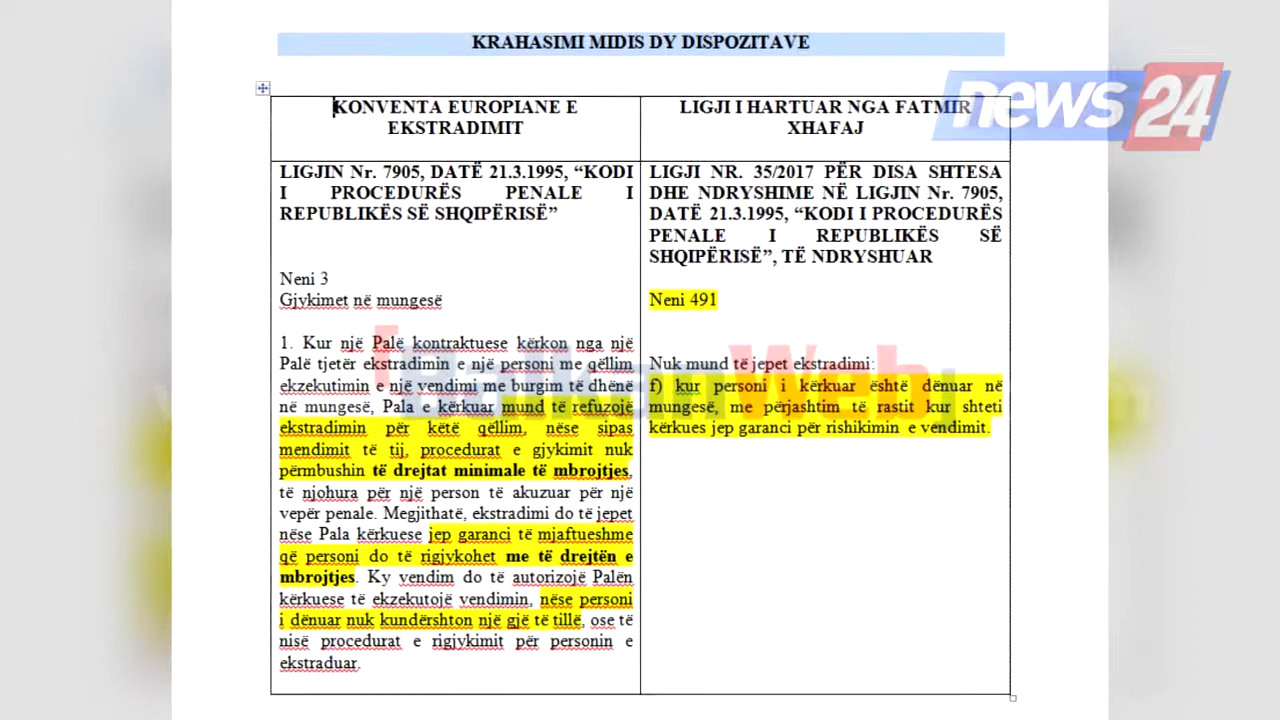 KRAHASIMI MIDIS DY DISPOZITAVE
news 24
KONVENTA EUROPIANE E
EKSTRADIMIT
LIGJIN Nr. 7905, DATË 21.3.1995, “KODI
I PROCEDURËS PENALE I
REPUBLIKËS SË SHQIPËRISË”
Neni 3
Gjykimet në mungesë
1. Kur një Palë kontraktuese kërkon nga një
Palë tjetër ekstradimin e një personi me qëllim
ekzekutimin e një vendimi me burgim të dhënë
në mungesë, Pala e kërkuar mund të refuzojë
ekstradimin për këtë qëllim, nëse sipas
mendimit të tij, procedurat e gjykimit nuk
përmbushin të drejtat minimale të mbrojtjes,
të njohura për një person të akuzuar për një
vepër penale. Megjithatë, ekstradimi do të jepet
nëse Pala kërkuese jep garanci të mjaftueshme
që personi do të rigjykohet me të drejtën e
mbrojtjes. Ky vendim do të autorizojë Palën
kërkuese të ekzekutojë vendimin, nëse personi
i dënuar nuk kundërshton një gjë të tillë, ose të
nisë procedurat e rigjykimit për personin e
ekstraduar.
LIGJI I HARTUAR NGA FATMIR
XHAFAJ
LIGJI NR. 35/2017 PËR DISA SHTESA
DHE NDRYSHIME NË LIGJIN Nr. 7905,
DATË 21.3.1995, “KODI I PROCEDURËS
PENALE I REPUBLIKËS SË
SHQIPËRISË”, TË NDRYSHUAR
Neni 491
Nuk mund të jepet ekstradimi:
f) kur personi i kërkuar është dënuar në
mungesë, me përjashtim të rastit kur shteti
kërkues jep garanci për rishikimin e vendimit.
BalkanWeb